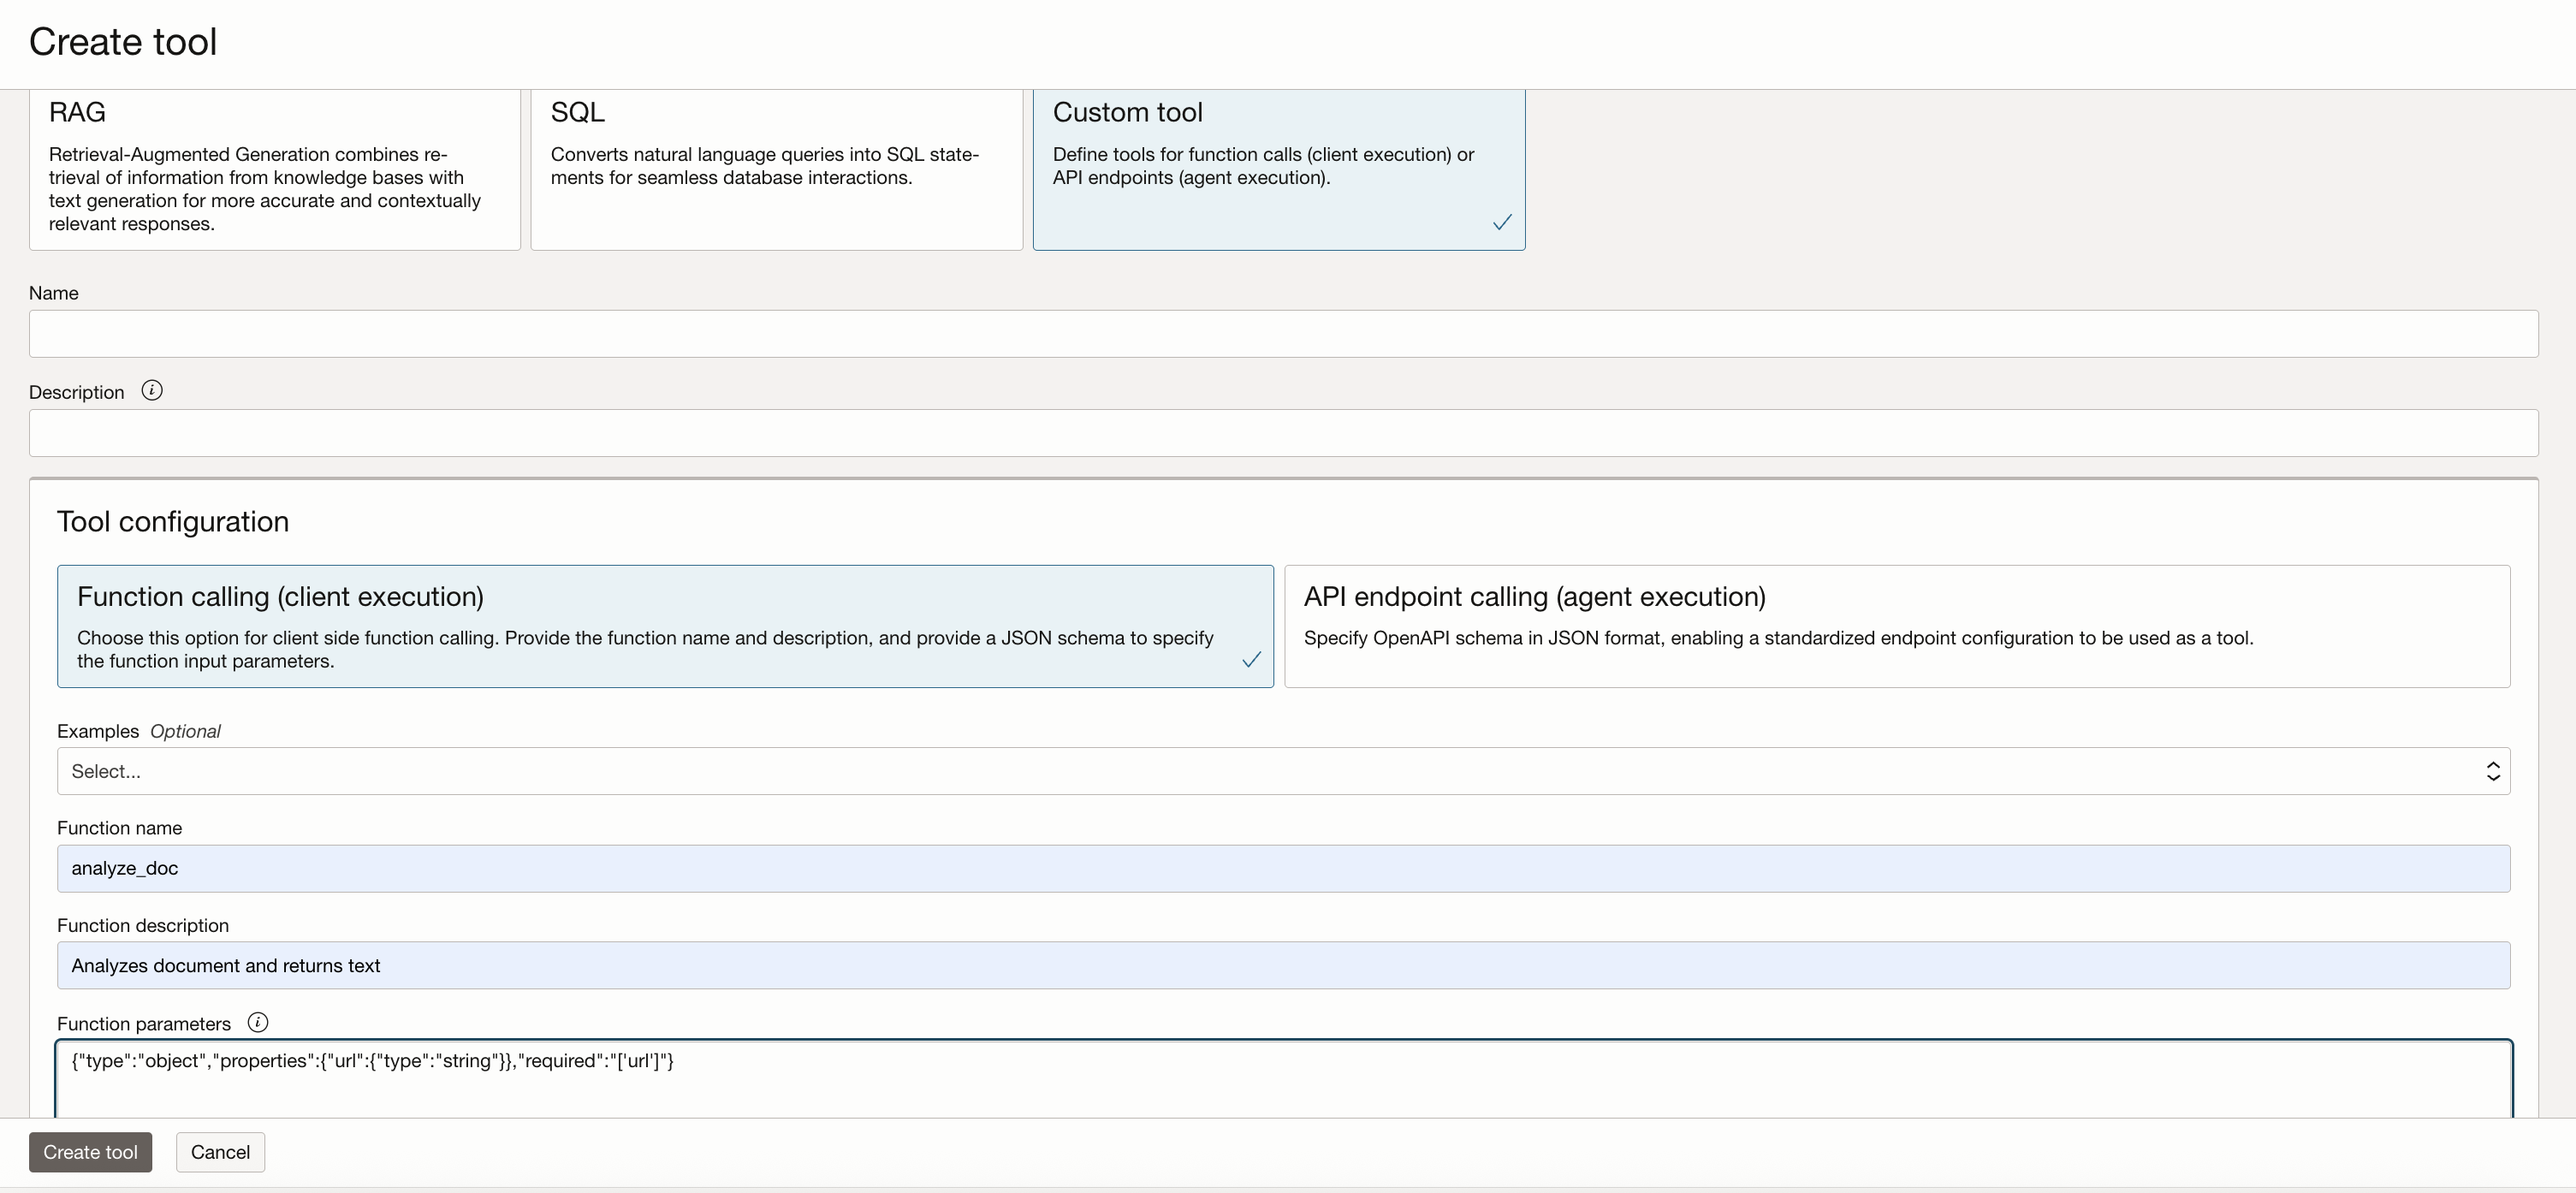 Create tool
RAG
Retrieval-Augmented Generation combines re-
trieval of information from knowledge bases with
text generation for more accurate and contextually
relevant responses.
SQL
Converts natural language queries into SQL state-
ments for seamless database interactions.
Custom tool
Define tools for function calls (client execution) or
API endpoints (agent execution).
Name
Description
Tool configuration
Function calling (client execution)
Choose this option for client side function calling. Provide the function name and description, and provide a JSON schema to specify
the function input parameters.
API endpoint calling (agent execution)
Specify OpenAPI schema in JSON format, enabling a standardized endpoint configuration to be used as a tool.
Examples Optional
Select...
Function name
analyze_doc
Function description
Analyzes document and returns text
Function parameters
{"type":"object","properties":{"url":{"type":"string"}},"required":"['url']"}
Create tool
Cancel